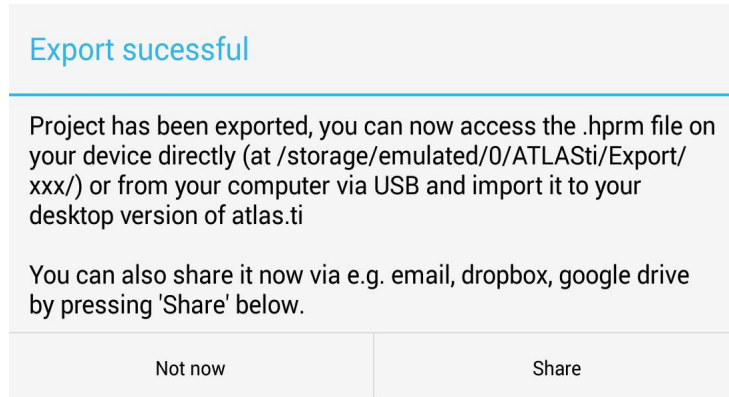 Export sucessful
Project has been exported, you can now access the .hprm file on
your device directly (at /storage/emulated/0/ATLASti/Export/
xxx/) or from your computer via USB and import it to your
desktop version of atlas.ti
You can also share it now via e.g. email, dropbox, google drive
by pressing 'Share' below.
Not now
Share